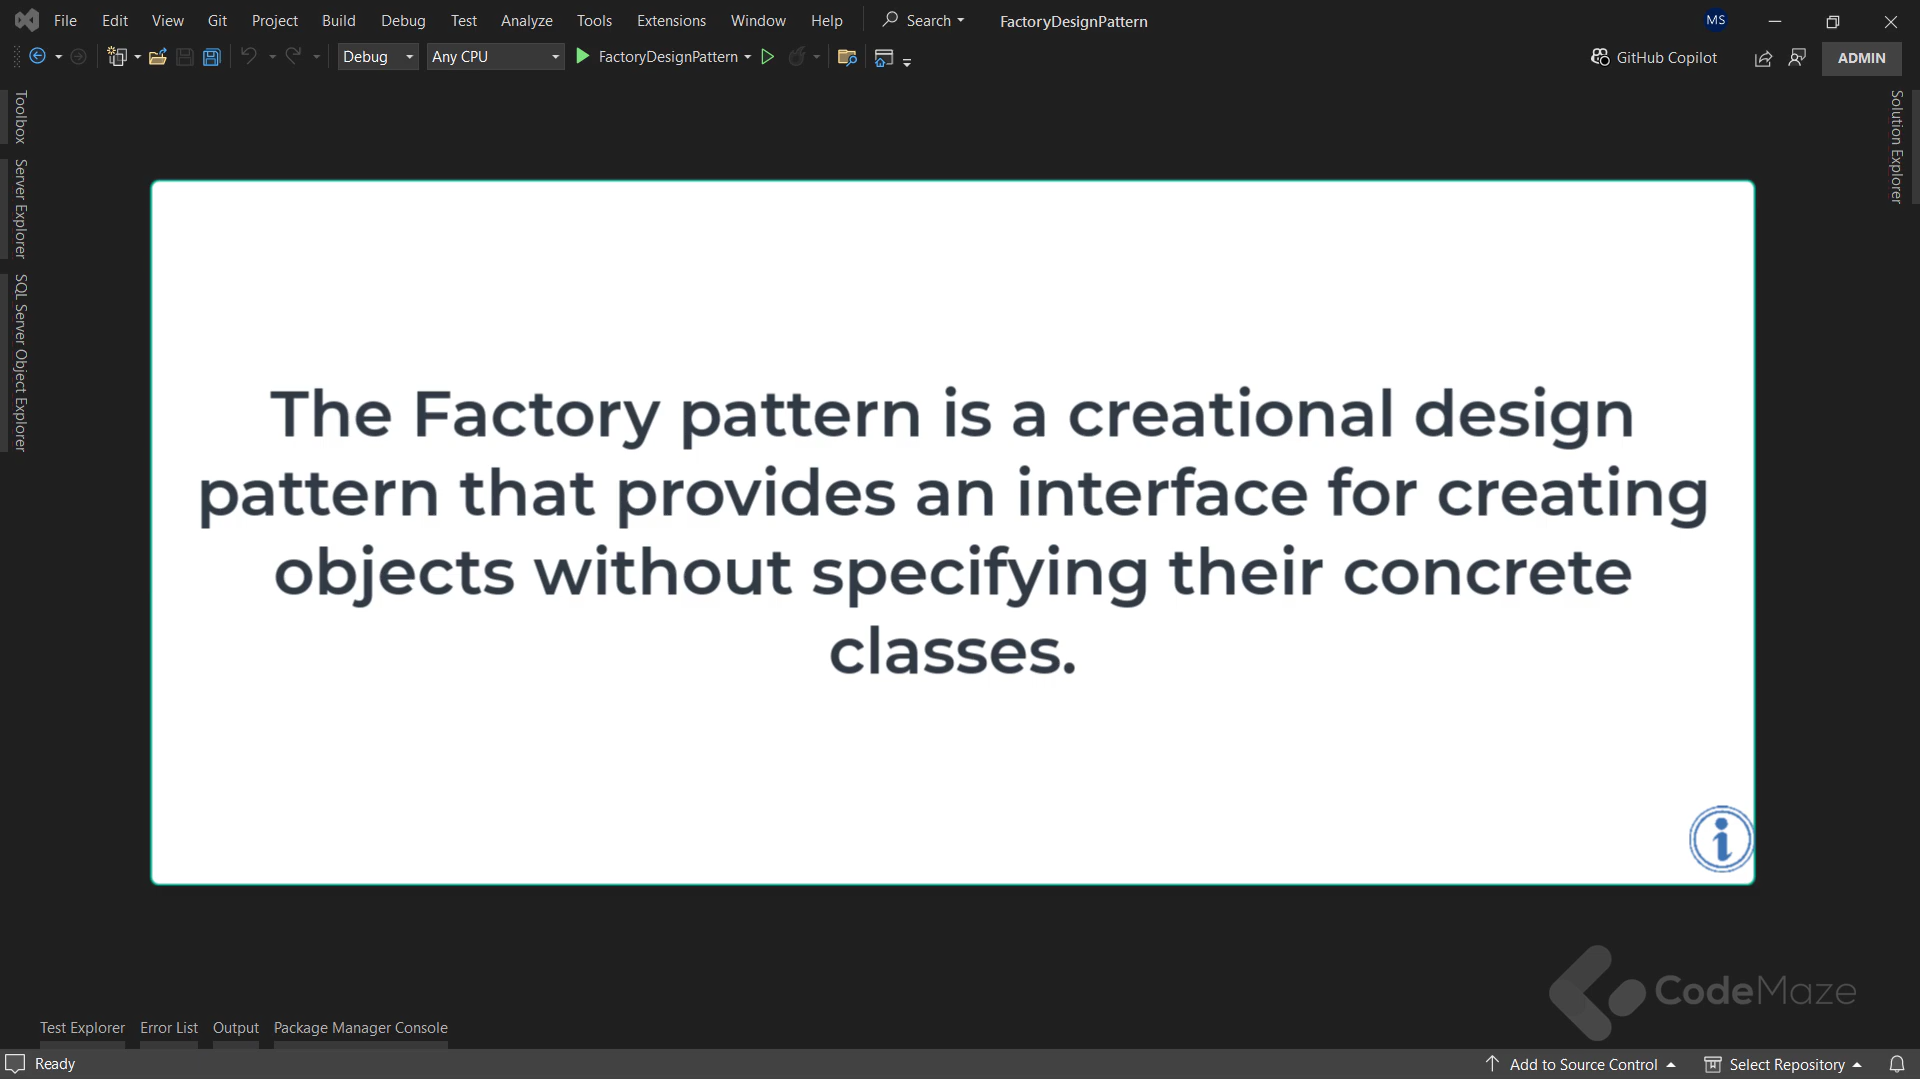 File Edit View Git Project Build Debug Test Analyze Tools Extensions Window Help Search FactoryDesignPattern MS
Debug Any CPU FactoryDesignPattern GitHub Copilot ADMIN
Toolbox
Server Explorer
SQL Server Object Explorer
Solution Explorer
The Factory pattern is a creational design
pattern that provides an interface for creating
objects without specifying their concrete
classes.
CodeMaze
Test Explorer Error List Output Package Manager Console
Ready Add to Source Control Select Repository